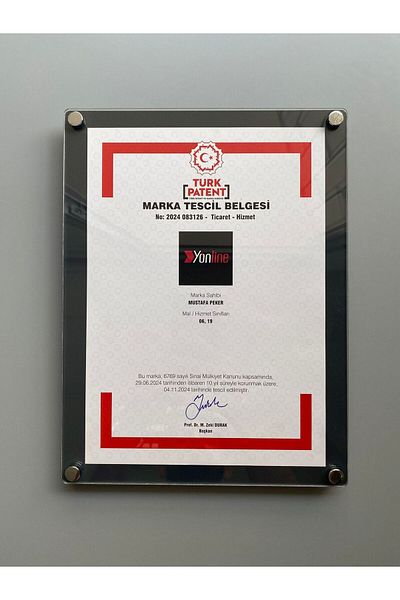 TURK
PATENT
MARKA TESCİL BELGESİ
No: 2024 083126 - Ticaret - Hizmet
Yonline
Marka Sahibi
MUSTAFA PEKER
Mal / Hizmet Sınıfları
06, 19
Bu marka, 6769 sayılı Sınai Mülkiyet Kanunu kapsamında,
29.06.2024 tarihinden itibaren 10 yıl süreyle korunmak üzere,
04.11.2024 tarihinde tescil edilmiştir.
Prof. Dr. M. Zeki DURAK
Başkan